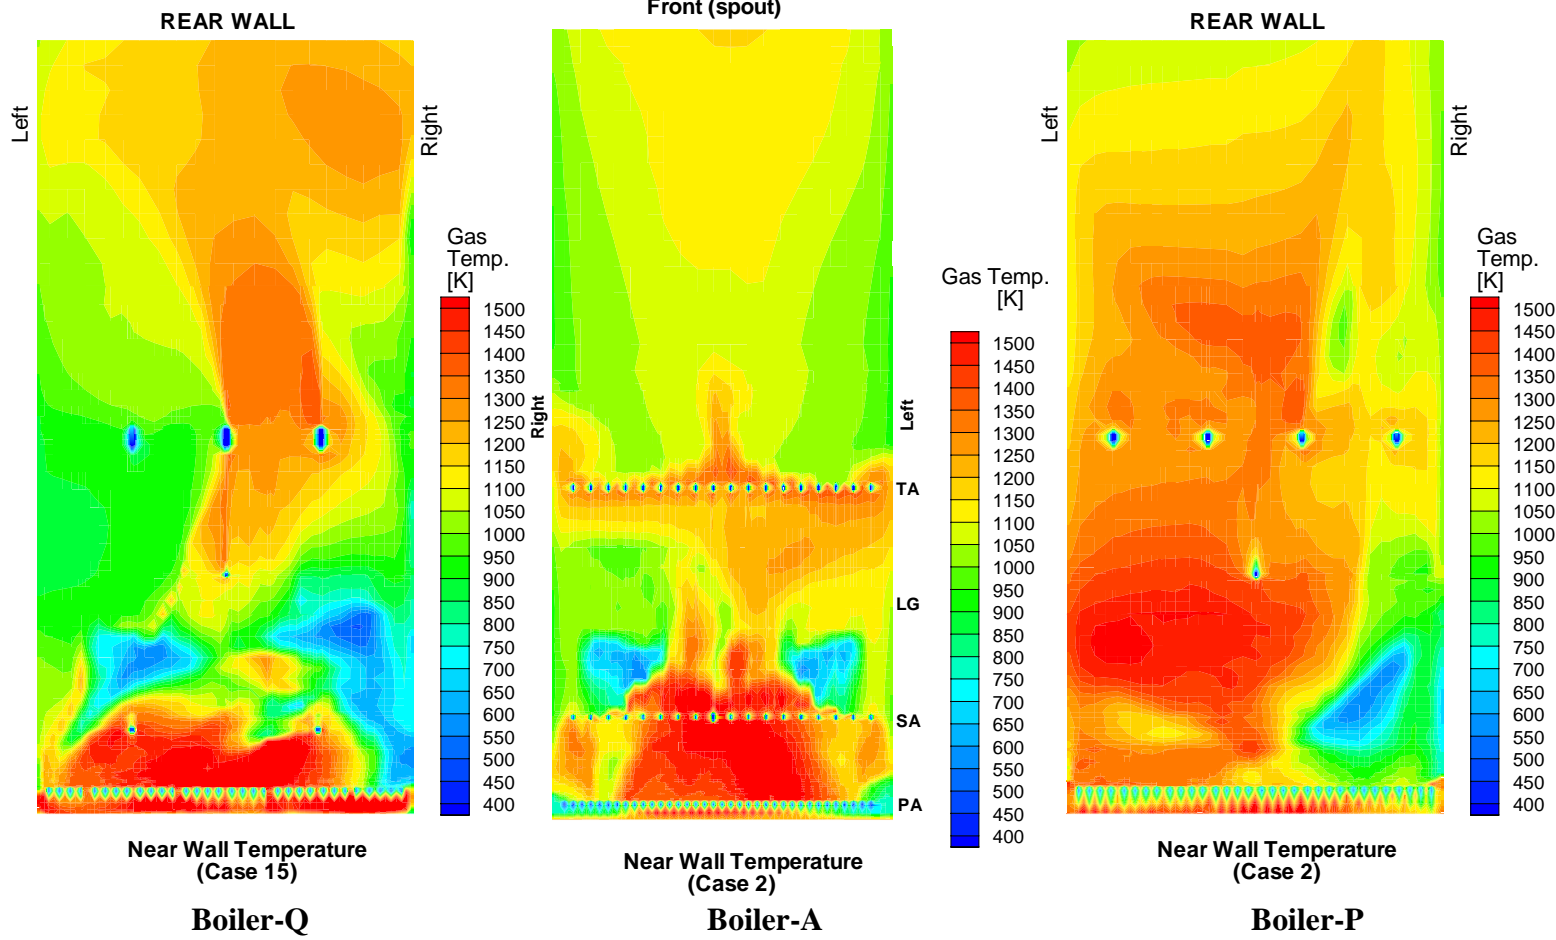 REAR WALL
Left
Right
Gas
Temp.
[K]
1500
1450
1400
1350
1300
1250
1200
1150
1100
1050
1000
950
900
850
800
750
700
650
600
550
500
450
400
Near Wall Temperature
(Case 15)
Boiler-Q
Front (spout)
Right
Left
TA
LG
SA
PA
Gas Temp.
[K]
1500
1450
1400
1350
1300
1250
1200
1150
1100
1050
1000
950
900
850
800
750
700
650
600
550
500
450
400
Near Wall Temperature
(Case 2)
Boiler-A
REAR WALL
Left
Right
Gas
Temp.
[K]
1500
1450
1400
1350
1300
1250
1200
1150
1100
1050
1000
950
900
850
800
750
700
650
600
550
500
450
400
Near Wall Temperature
(Case 2)
Boiler-P